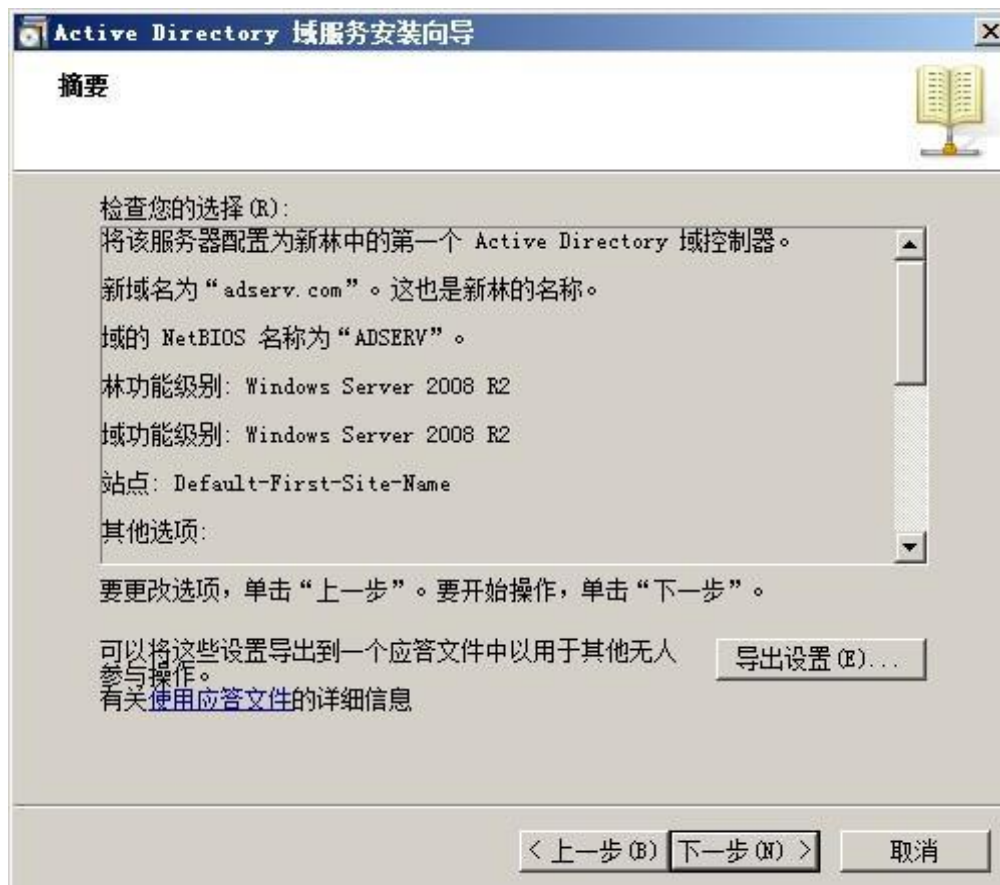 Active Directory 域服务安装向导
摘要
检查您的选择(R):
将该服务器配置为新林中的第一个 Active Directory 域控制器。
新域名为“adserv.com”。这也是新林的名称。
域的 NetBIOS 名称为“ADSERV”。
林功能级别: Windows Server 2008 R2
域功能级别: Windows Server 2008 R2
站点: Default-First-Site-Name
其他选项:
要更改选项，单击“上一步”。要开始操作，单击“下一步”。
可以将这些设置导出到一个应答文件中以用于其他无人
参与操作。
导出设置(E)...
有关使用应答文件的详细信息
< 上一步(B) 下一步(N) > 取消